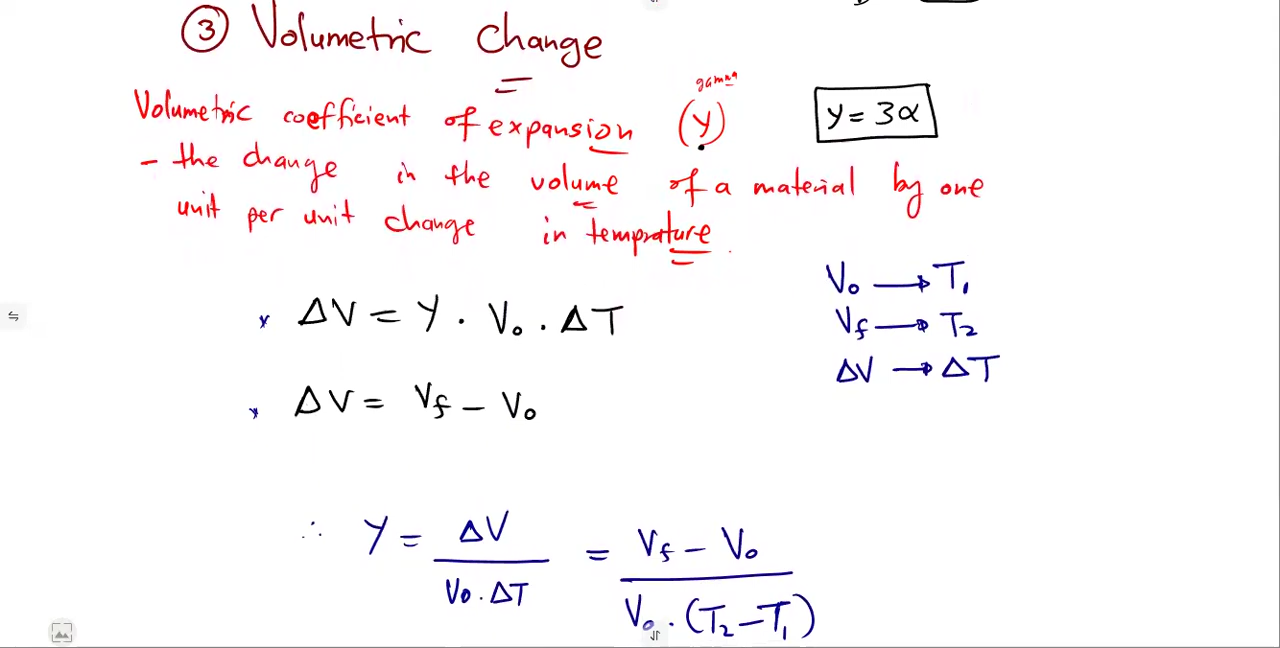 ③ Volumetric change
gamma
Volumetric coefficient of expansion (γ)
γ = 3α
- the change in the volume of a material by one
unit per unit change in temprature.
V₀ → T₁
* ΔV = γ . V₀ . ΔT
Vf → T₂
ΔV → ΔT
* ΔV = Vf - V₀
∴ γ = ΔV / V₀ . ΔT = Vf - V₀ / V₀ . (T₂ - T₁)